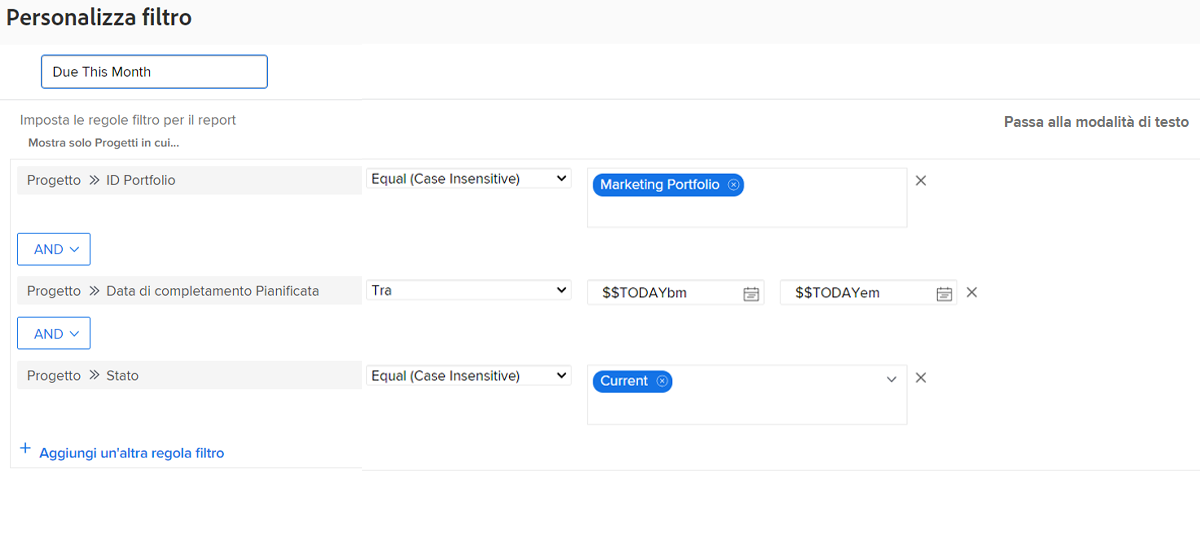 Personalizza filtro
Due This Month
Imposta le regole filtro per il report
Passa alla modalità di testo
Mostra solo Progetti in cui...
Progetto >> ID Portfolio Equal (Case Insensitive) Marketing Portfolio
AND
Progetto >> Data di completamento Pianificata Tra $$TODAYbm $$TODAYem
AND
Progetto >> Stato Equal (Case Insensitive) Current
+ Aggiungi un'altra regola filtro